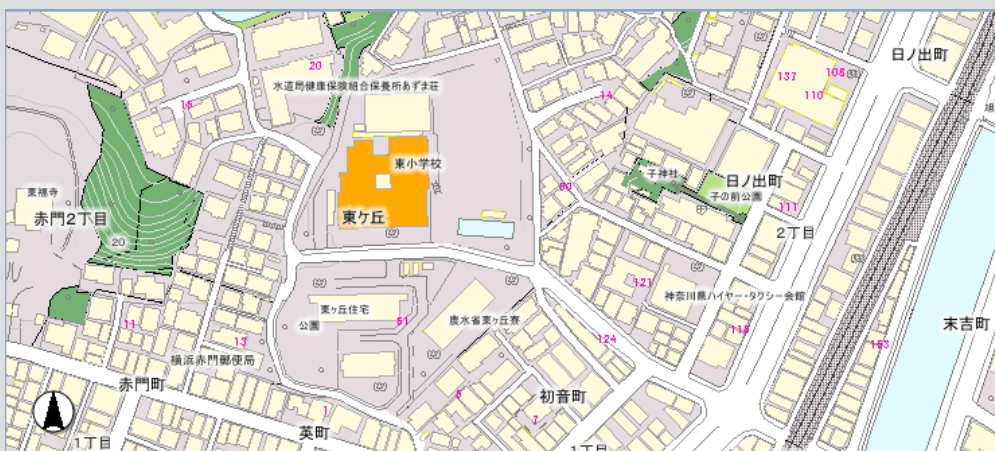 日ノ出町
20
137
108
110
水道局健康保険組合保養所あずま荘
16
14
東小学校
子神社
日ノ出町
子の前公園
東福寺
60
111
赤門2丁目
東ケ丘
2丁目
20
121
神奈川県ハイヤー・タクシー会館
東ヶ丘住宅
公園
51
農水省東ヶ丘寮
末吉町
11
13
124
118
153
横浜赤門郵便局
赤門町
初音町
1
7
英町
1丁目
1丁目